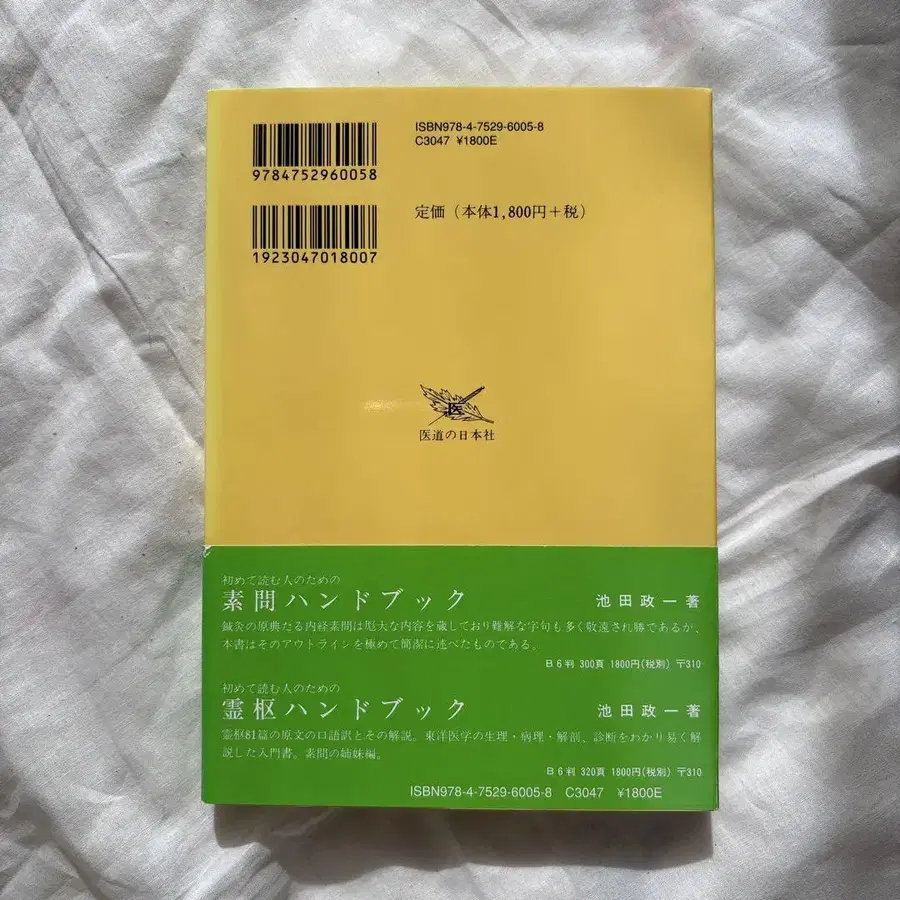 ISBN978-4-7529-6005-8
C3047 ¥1800E
9784752960058
定価（本体1,800円＋税）
1923047018007
医
医道の日本社
初めて読む人のための
素問ハンドブック 池田政一著
鍼灸の原典たる内経素問は厖大な内容を蔵しており難解な字句も多く敬遠され勝であるが、
本書はそのアウトラインを極めて簡潔に述べたものである。
B6判 300頁 1800円(税別) 〒310
初めて読む人のための
霊枢ハンドブック 池田政一著
霊枢81篇の原文の口語訳とその解説。東洋医学の生理・病理・解剖、診断をわかり易く解
説した入門書。素問の姉妹編。
B6判 320頁 1800円(税別) 〒310
ISBN978-4-7529-6005-8 C3047 ¥1800E